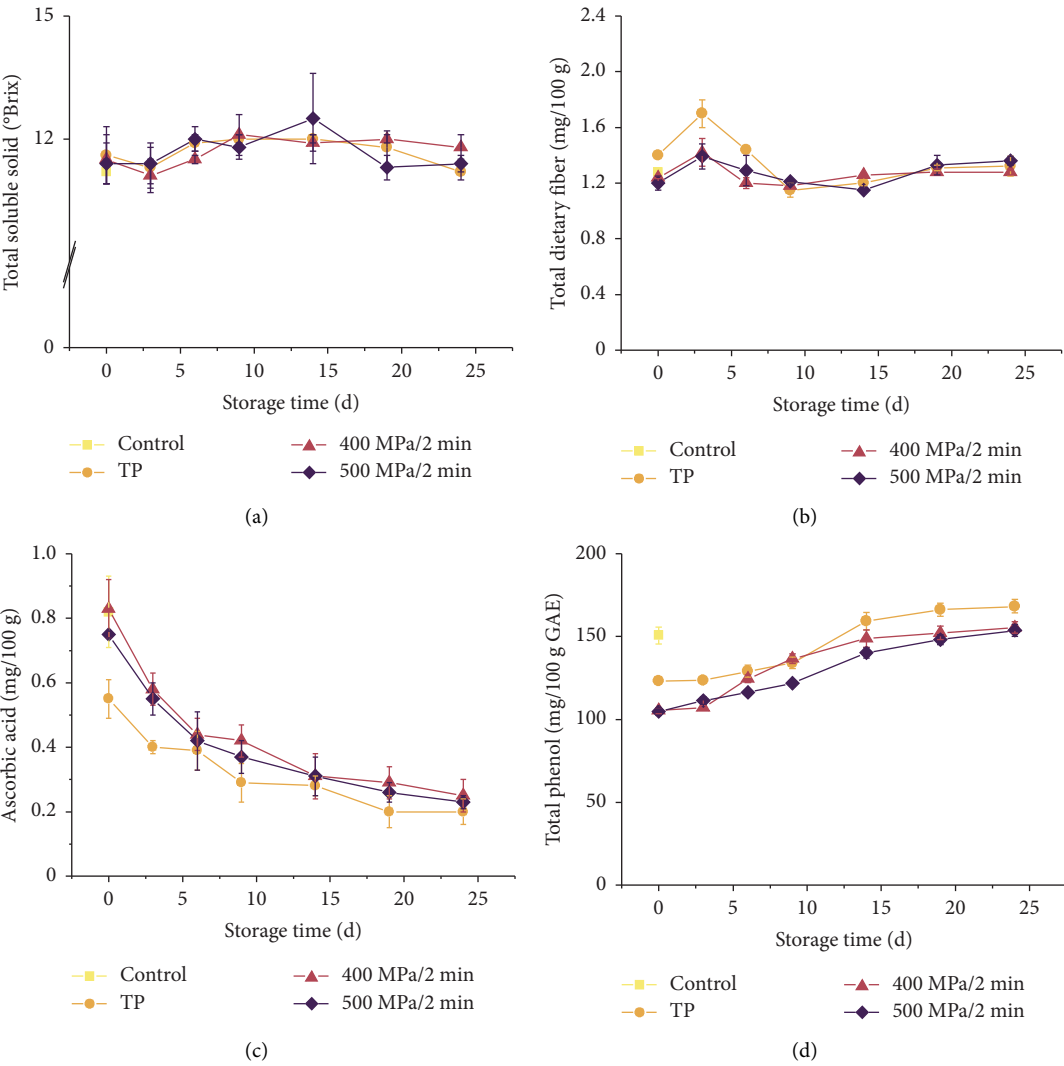 15
12
0
Total soluble solid (°Brix)
0 5 10 15 20 25
Storage time (d)
Control
TP
400 MPa/2 min
500 MPa/2 min
(a)
2.4
2.0
1.6
1.2
0.8
0.4
0
Total dietary fiber (mg/100 g)
0 5 10 15 20 25
Storage time (d)
Control
TP
400 MPa/2 min
500 MPa/2 min
(b)
1.0
0.8
0.6
0.4
0.2
0
Ascorbic acid (mg/100 g)
0 5 10 15 20 25
Storage time (d)
Control
TP
400 MPa/2 min
500 MPa/2 min
(c)
200
150
100
50
0
Total phenol (mg/100 g GAE)
0 5 10 15 20 25
Storage time (d)
Control
TP
400 MPa/2 min
500 MPa/2 min
(d)